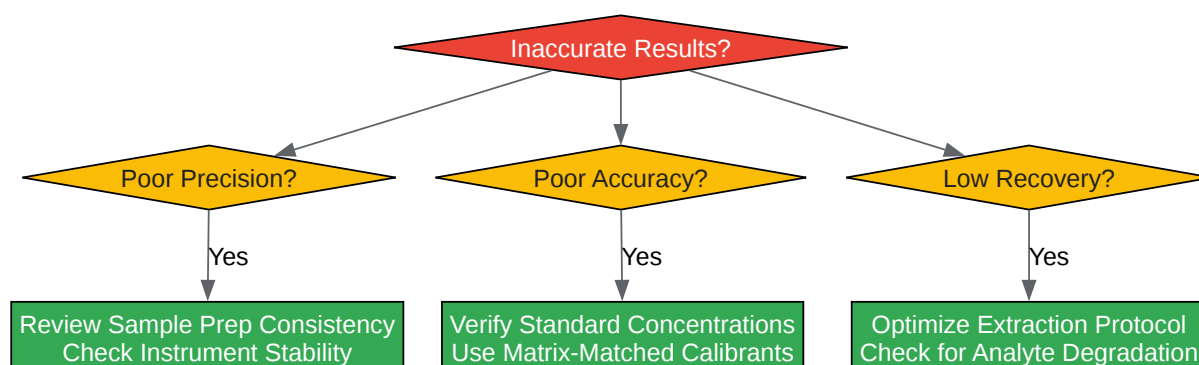 Inaccurate Results?
Poor Precision?
Poor Accuracy?
Low Recovery?
Yes
Yes
Yes
Review Sample Prep Consistency
Check Instrument Stability
Verify Standard Concentrations
Use Matrix-Matched Calibrants
Optimize Extraction Protocol
Check for Analyte Degradation